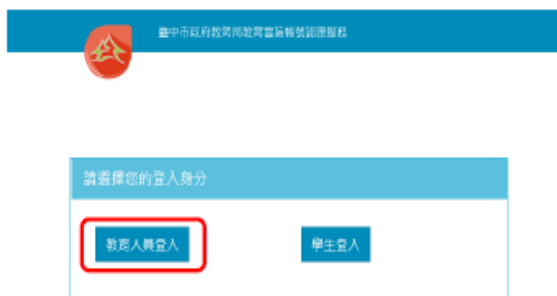 臺中市政府教育局教育雲端帳號認證服務
請選擇您的登入身分
教育人員登入
學生登入